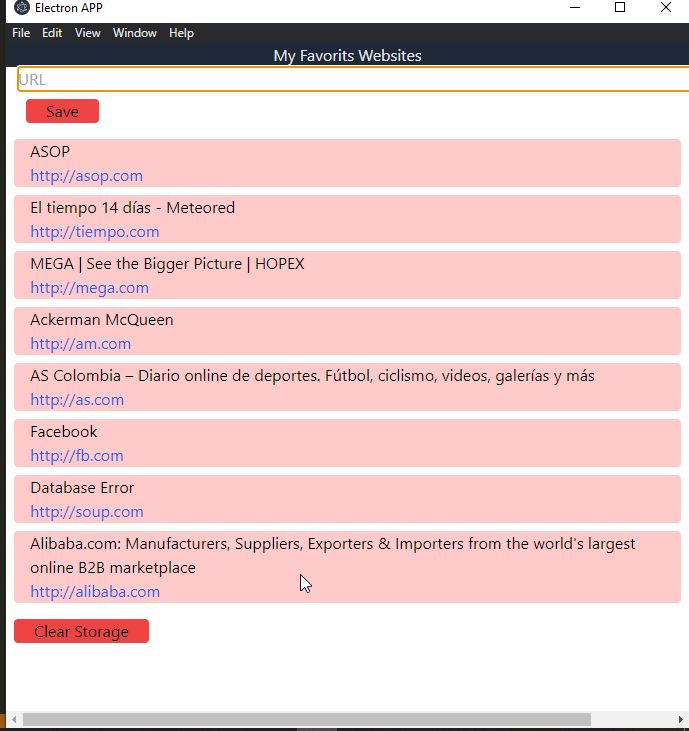 Electron APP
File Edit View Window Help
My Favorits Websites
URL
Save
ASOP
http://asop.com
El tiempo 14 días - Meteored
http://tiempo.com
MEGA | See the Bigger Picture | HOPEX
http://mega.com
Ackerman McQueen
http://am.com
AS Colombia – Diario online de deportes. Fútbol, ciclismo, videos, galerías y más
http://as.com
Facebook
http://fb.com
Database Error
http://soup.com
Alibaba.com: Manufacturers, Suppliers, Exporters & Importers from the world's largest
online B2B marketplace
http://alibaba.com
Clear Storage